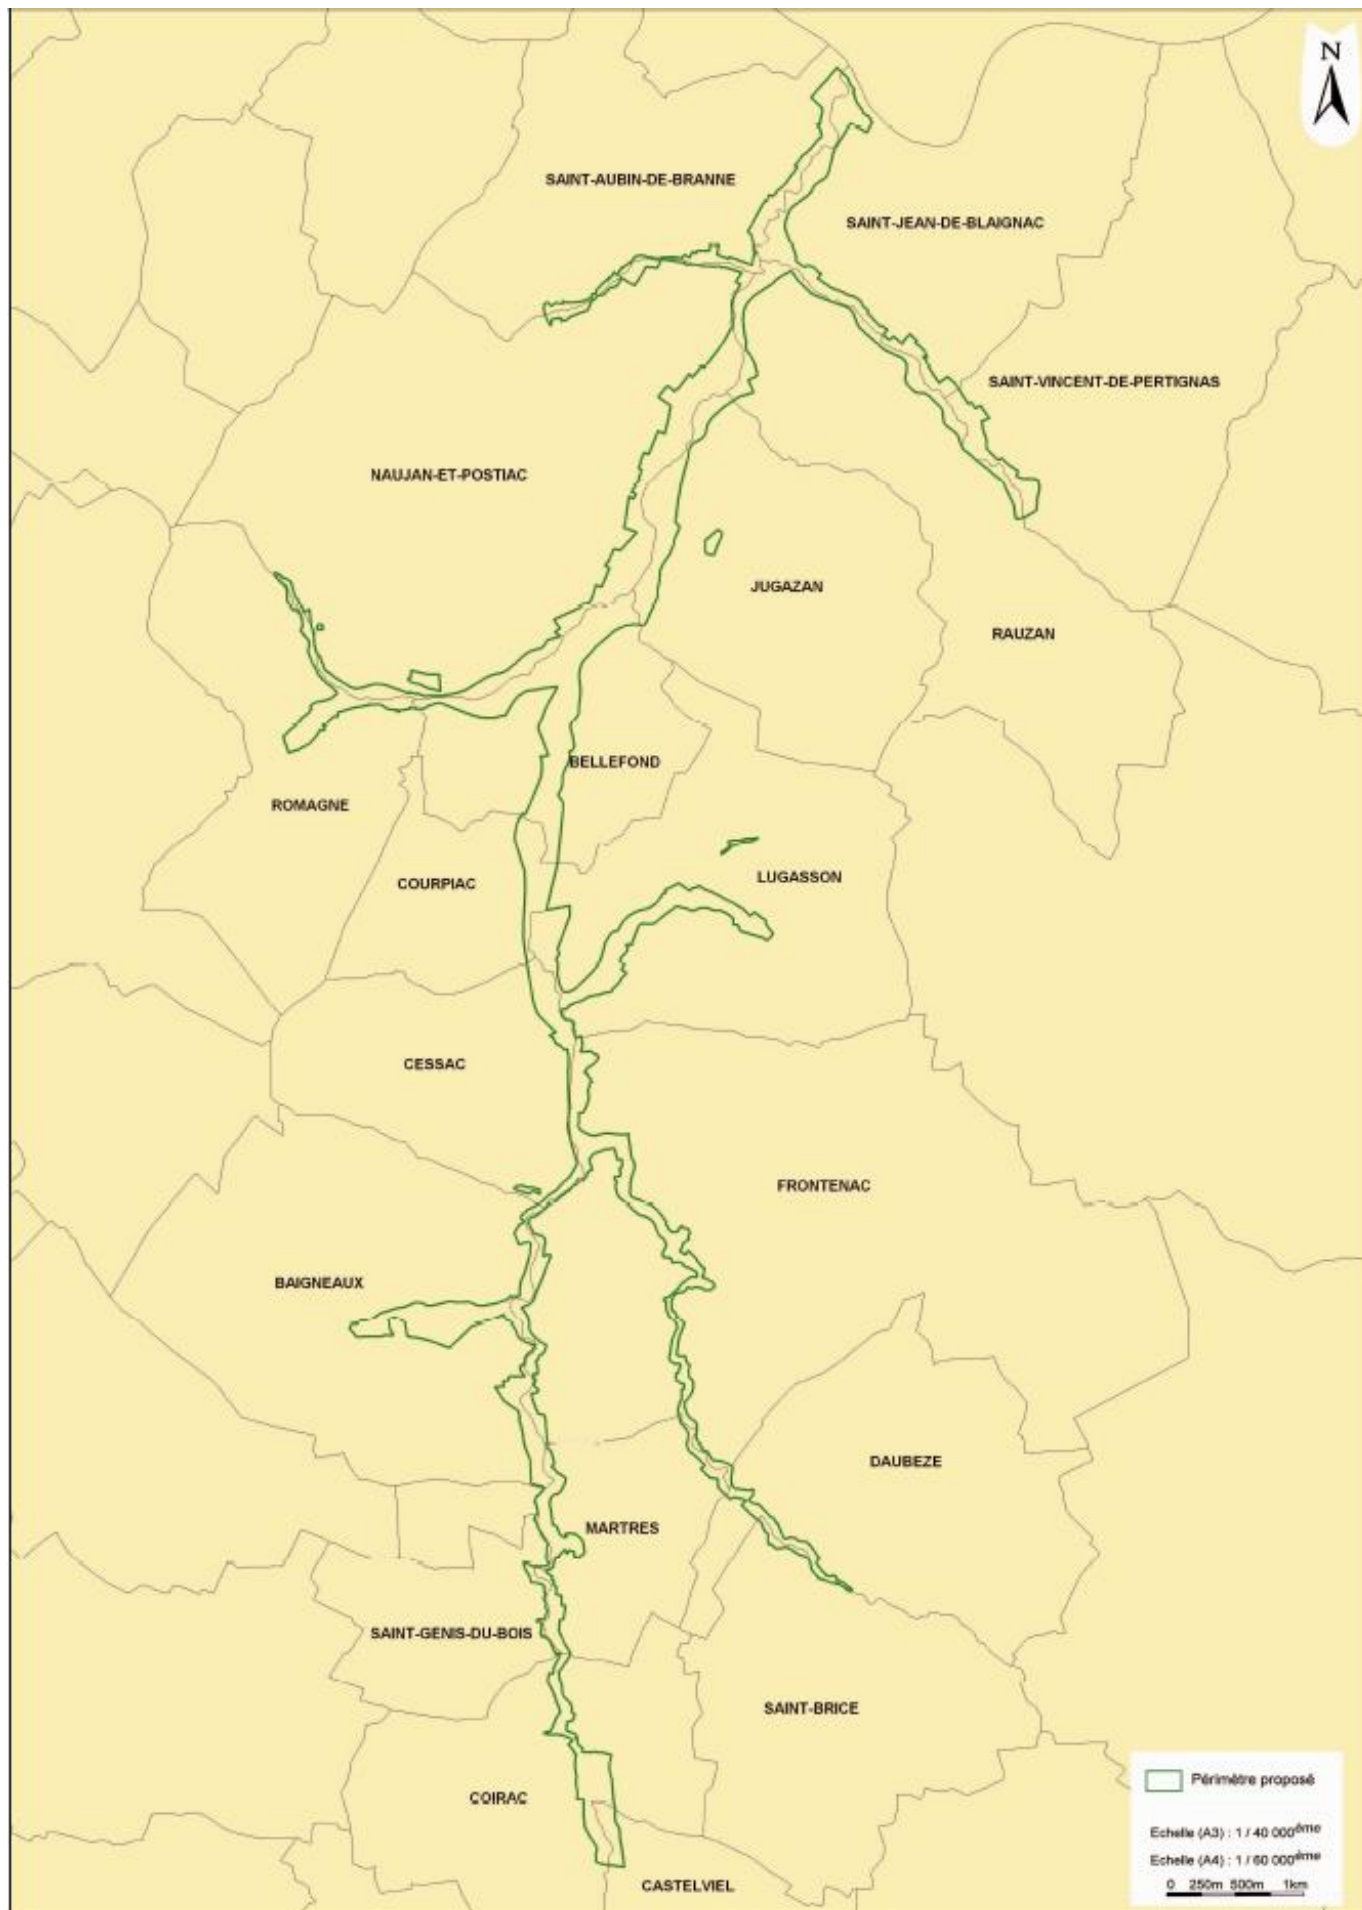 N
SAINT-AUBIN-DE-BRANNE
SAINT-JEAN-DE-BLAIGNAC
SAINT-VINCENT-DE-PERTIGNAS
NAUJAN-ET-POSTIAC
JUGAZAN
RAUZAN
BELLEFOND
ROMAGNE
COURPIAC
LUGASSON
CESSAC
FRONTENAC
BAIGNEAUX
DAUBEZE
MARTRES
SAINT-GENIS-DU-BOIS
SAINT-BRICE
COIRAC
CASTELVIEL
Périmètre proposé
Echelle (A3) : 1 / 40 000ème
Echelle (A4) : 1 / 60 000ème
0 250m 500m 1km